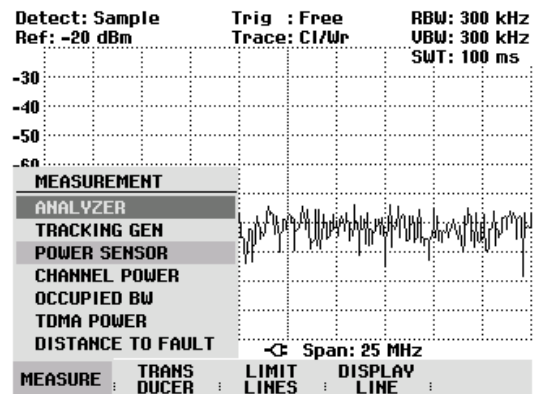 Detect: Sample Trig : Free RBW: 300 kHz
Ref: -20 dBm Trace: Cl/Wr VBW: 300 kHz
SWT: 100 ms
-30
-40
-50
-60
MEASUREMENT
ANALYZER
TRACKING GEN
POWER SENSOR
CHANNEL POWER
OCCUPIED BW
TDMA POWER
DISTANCE TO FAULT
Span: 25 MHz
MEASURE : TRANS DUCER : LIMIT LINES : DISPLAY LINE :